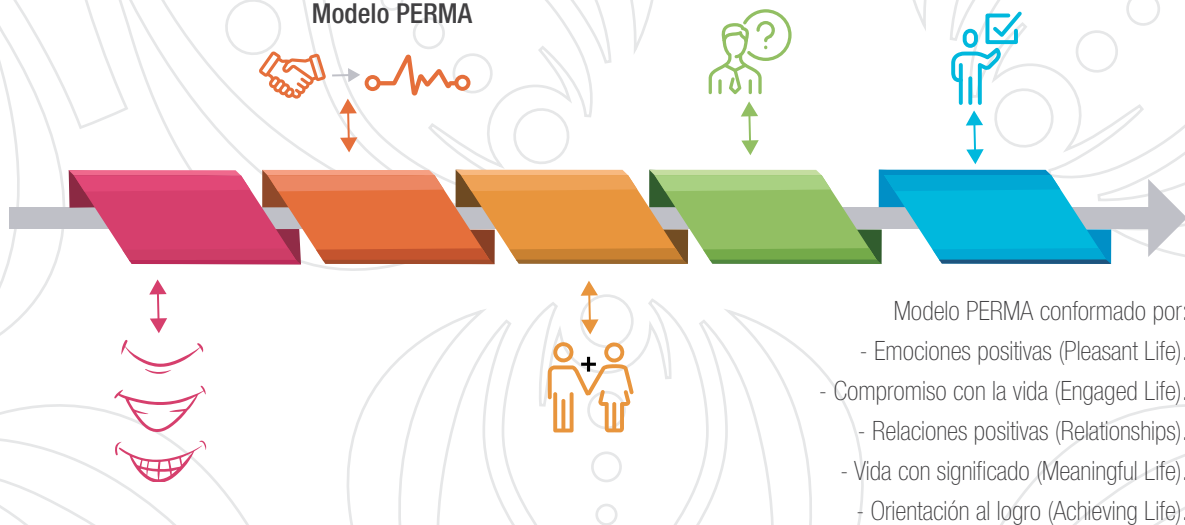 Modelo PERMA
?
+
Modelo PERMA conformado por:
- Emociones positivas (Pleasant Life).
- Compromiso con la vida (Engaged Life).
- Relaciones positivas (Relationships).
- Vida con significado (Meaningful Life).
- Orientación al logro (Achieving Life).